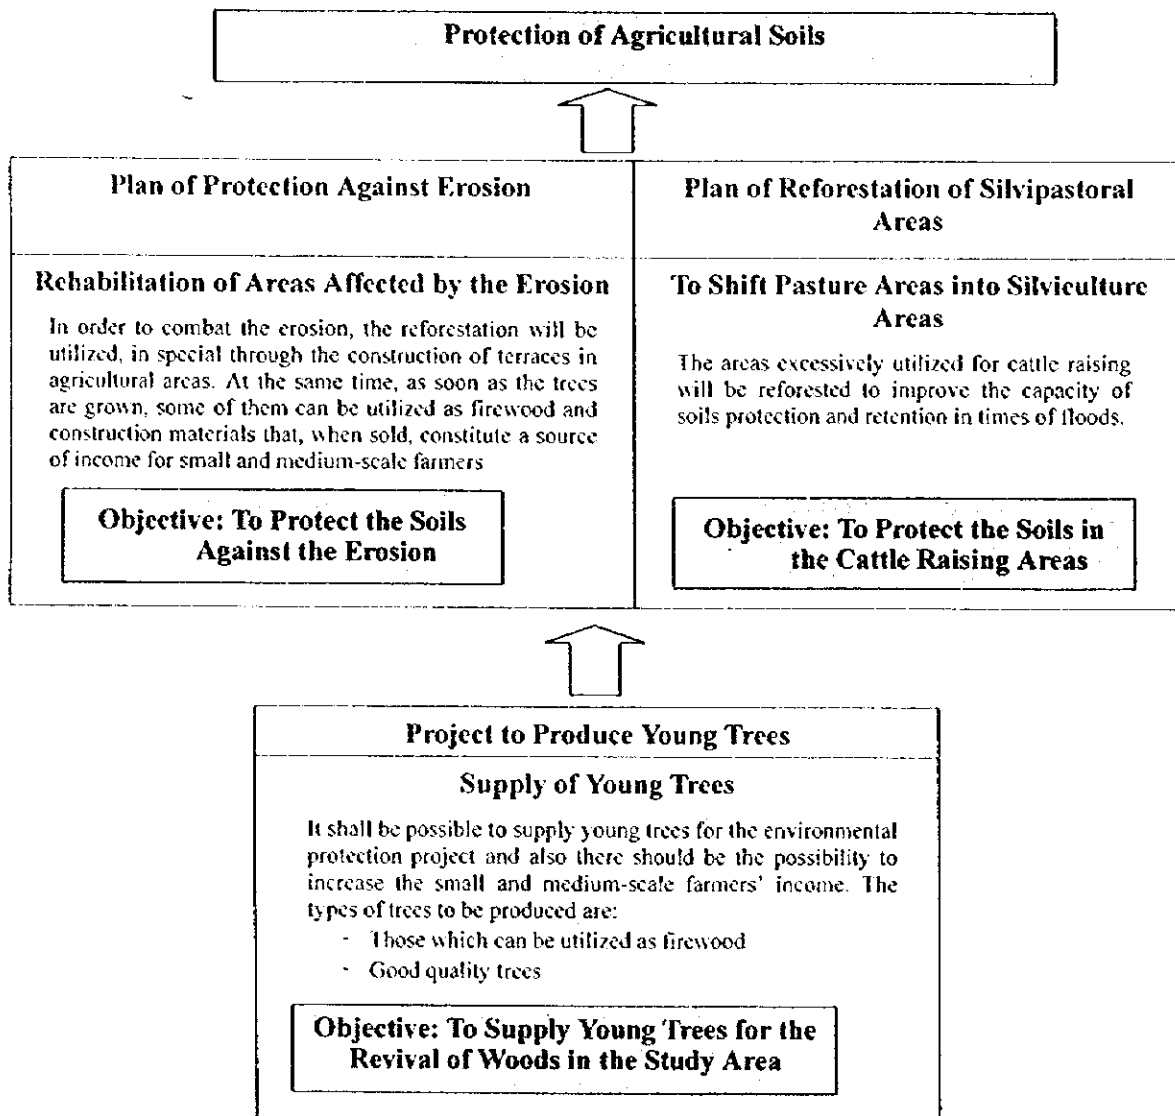 Protection of Agricultural Soils
Plan of Protection Against Erosion
Rehabilitation of Areas Affected by the Erosion
In order to combat the erosion, the reforestation will be
utilized, in special through the construction of terraces in
agricultural areas. At the same time, as soon as the trees
are grown, some of them can be utilized as firewood and
construction materials that, when sold, constitute a source
of income for small and medium-scale farmers
Objective: To Protect the Soils
Against the Erosion
Plan of Reforestation of Silvipastoral
Areas
To Shift Pasture Areas into Silviculture
Areas
The areas excessively utilized for cattle raising
will be reforested to improve the capacity of
soils protection and retention in times of floods.
Objective: To Protect the Soils in
the Cattle Raising Areas
Project to Produce Young Trees
Supply of Young Trees
It shall be possible to supply young trees for the environmental
protection project and also there should be the possibility to
increase the small and medium-scale farmers' income. The
types of trees to be produced are:
- Those which can be utilized as firewood
- Good quality trees
Objective: To Supply Young Trees for the
Revival of Woods in the Study Area